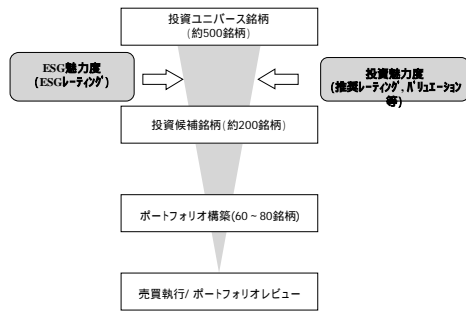 投資ユニバース銘柄
(約500銘柄)
ESG魅力度
(ESGレーティング)
投資魅力度
(推奨レーティング, バリュエーション
等)
投資候補銘柄(約200銘柄)
ポートフォリオ構築(60~80銘柄)
売買執行/ ポートフォリオレビュー